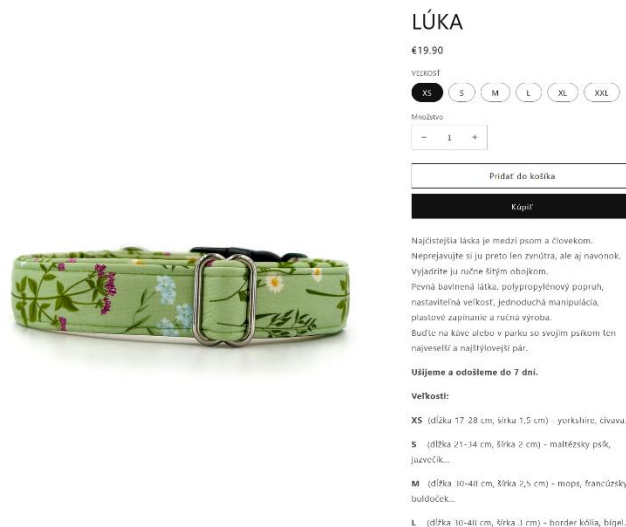 LÚKA
€19.90
VEĽKOSŤ
XS S M L XL XXL
Množstvo
− 1 +
Pridať do košíka
Kúpiť
Najčistejšia láska je medzi psom a človekom.
Neprejavujte si ju preto len zvnútra, ale aj navonok.
Vyjadrite ju ručne šitým obojkom.
Pevná bavlnená látka, polypropylénový popruh,
nastaviteľná veľkosť, jednoduchá manipulácia,
plastové zapínanie a ručná výroba.
Buďte na káve alebo v parku so svojím psíkom ten
najveselší a najštýlovejší pár.
Ušijeme a odošleme do 7 dní.
Veľkosti:
XS (dĺžka 17-28 cm, šírka 1,5 cm) - yorkshire, čivava
S (dĺžka 21-34 cm, šírka 2 cm) - maltézsky psík,
jazvečík...
M (dĺžka 30-48 cm, šírka 2,5 cm) - mops, francúzsky
buldoček...
L (dĺžka 30-48 cm, šírka 3 cm) - border kólia, bígel,